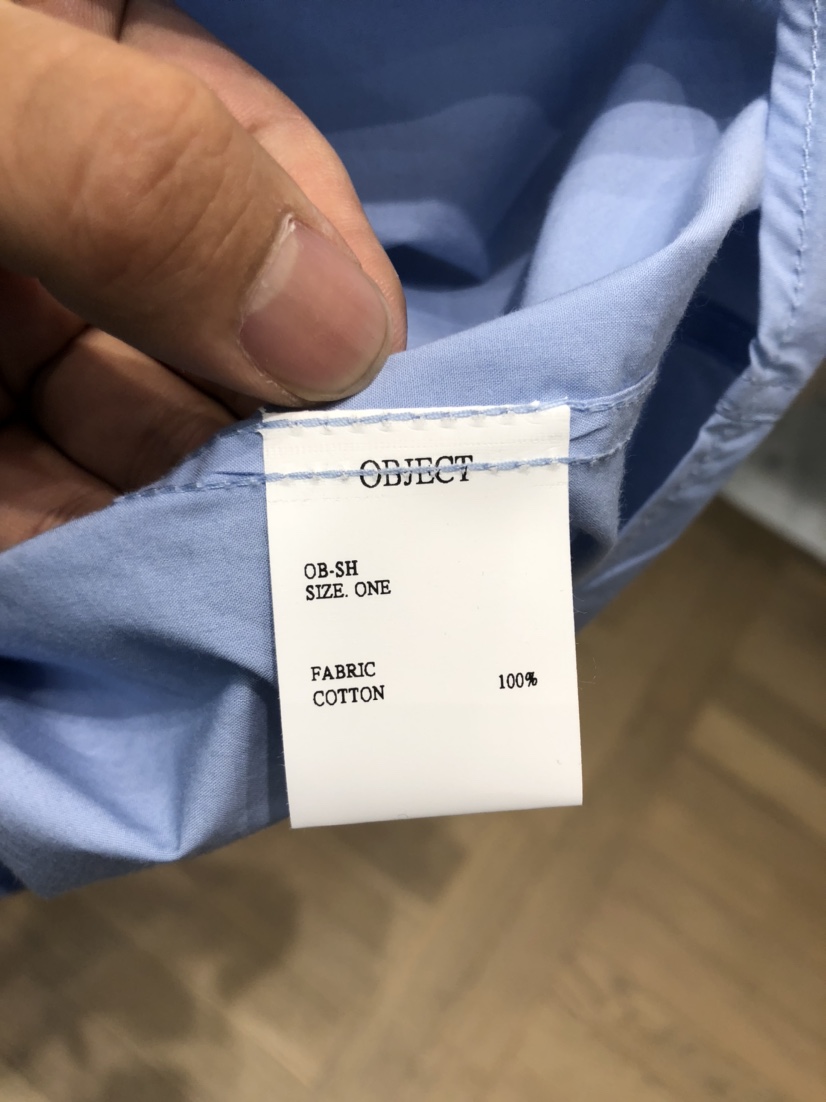 OBJECT
OB-SH
SIZE. ONE
FABRIC
COTTON 100%